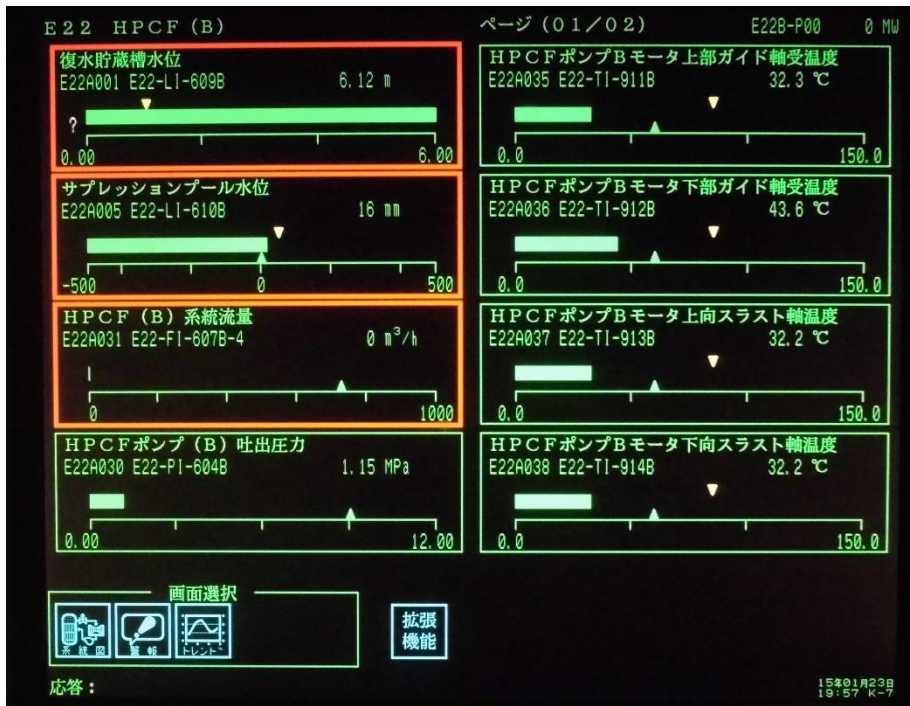 E22 HPCF(B)
ページ(01/02)
E22B-P00 0 MW
復水貯蔵槽水位
E22A001 E22-LI-609B 6.12 m
?
0.00 6.00
サプレッションプール水位
E22A005 E22-LI-610B 16 mm
-500 0 500
HPCF(B)系統流量
E22A031 E22-FI-607B-4 0 m³/h
0 1000
HPCFポンプ(B)吐出圧力
E22A030 E22-PI-604B 1.15 MPa
0.00 12.00
HPCFポンプBモータ上部ガイド軸受温度
E22A035 E22-TI-911B 32.3 ℃
0.0 150.0
HPCFポンプBモータ下部ガイド軸受温度
E22A036 E22-TI-912B 43.6 ℃
0.0 150.0
HPCFポンプBモータ上向スラスト軸温度
E22A037 E22-TI-913B 32.2 ℃
0.0 150.0
HPCFポンプBモータ下向スラスト軸温度
E22A038 E22-TI-914B 32.2 ℃
0.0 150.0
画面選択
系統図 警報 トレンド
拡張
機能
応答:
15年01月23日
19:57 K-7